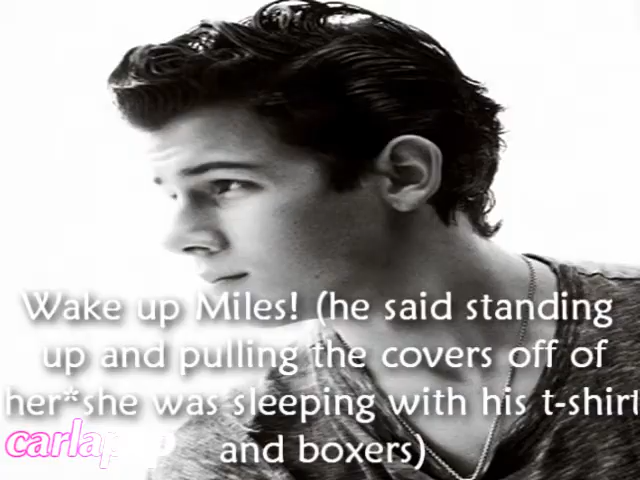 Wake up Miles! (he said standing
up and pulling the covers off of
her*she was sleeping with his t-shirt
and boxers)